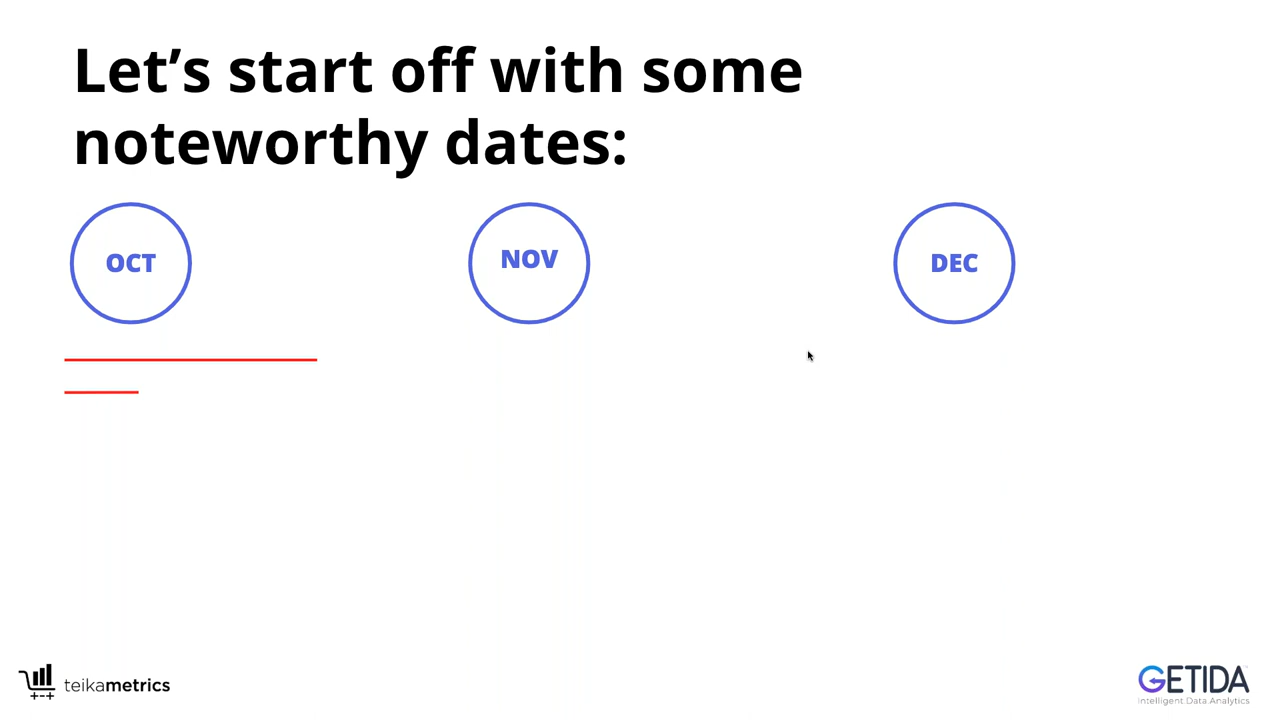 Let’s start off with some
noteworthy dates:
OCT
NOV
DEC
teikametrics
GETIDA
Intelligent Data Analytics